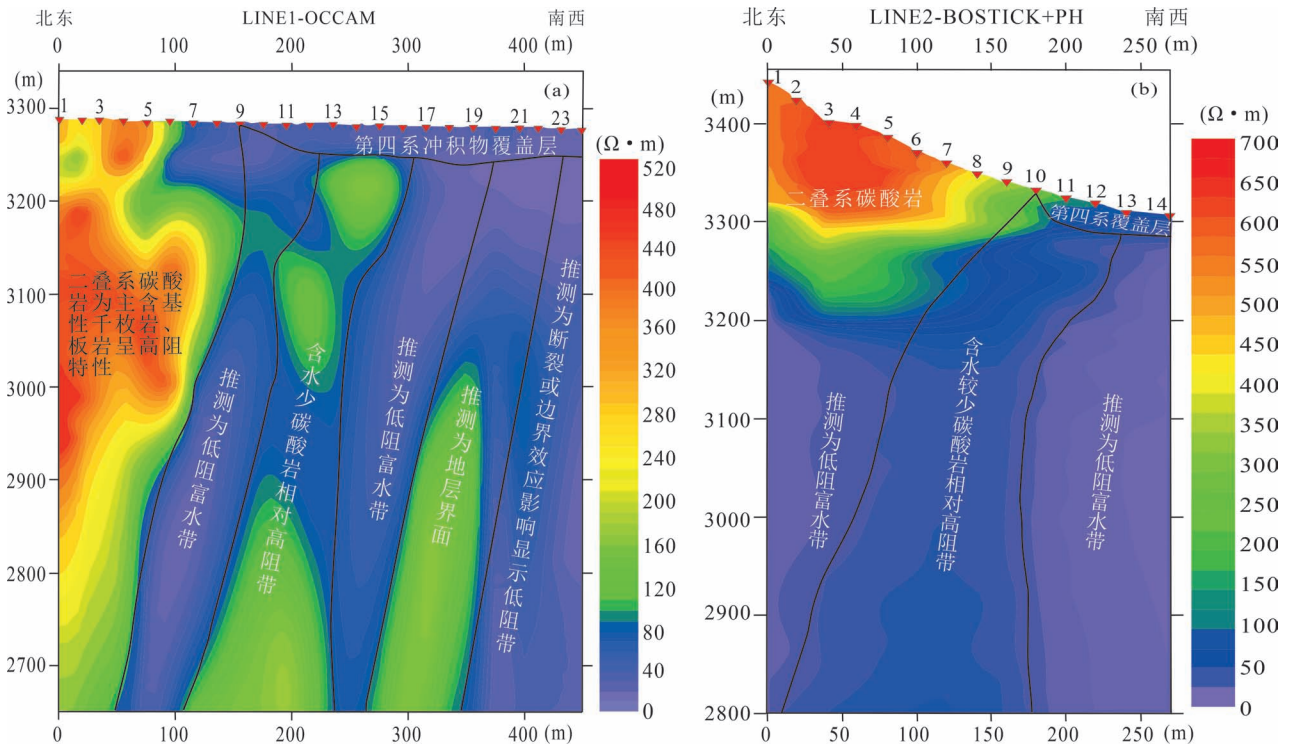 北东
LINE1-OCCAM
南西
0 100 200 300 400 (m)
(m)
(a)
1 3 5 7 9 11 13 15 17 19 21 23
第四系冲积物覆盖层
3300
3200
3100
3000
2900
2800
2700
二叠系碳酸
岩为主含基
性千枚岩、
板岩呈高阻
特性
推测为低阻富水带
含水少碳酸岩相对高阻带
推测为低阻富水带
推测为地层界面
推测为断裂或边界效应影响显示低阻带
0 100 200 300 400 (m)
(Ω·m)
520
480
440
400
360
320
280
240
200
160
120
80
40
0
北东
LINE2-BOSTICK+PH
南西
0 50 100 150 200 250 (m)
(m)
(b)
1 2 3 4 5 6 7 8 9 10 11 12 13 14
3400
3300
3200
3100
3000
2900
2800
二叠系碳酸岩
第四系覆盖层
推测为低阻富水带
含水较少碳酸岩相对高阻带
推测为低阻富水带
0 50 100 150 200 250 (m)
(Ω·m)
700
650
600
550
500
450
400
350
300
250
200
150
100
50
0